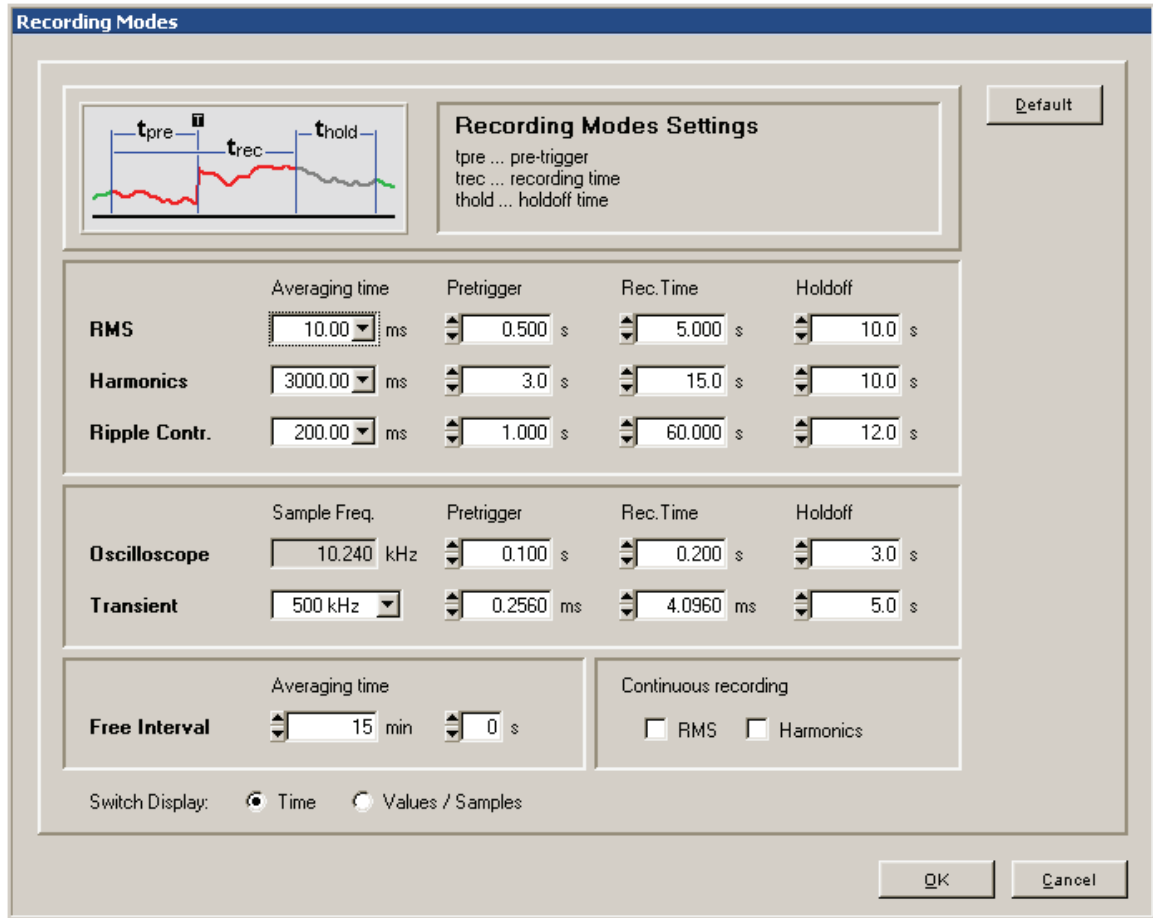 Recording Modes
Default
tpre T thold
trec
Recording Modes Settings
tpre ... pre-trigger
trec ... recording time
thold ... holdoff time
Averaging time Pretrigger Rec.Time Holdoff
RMS 10.00 ms 0.500 s 5.000 s 10.0 s
Harmonics 3000.00 ms 3.0 s 15.0 s 10.0 s
Ripple Contr. 200.00 ms 1.000 s 60.000 s 12.0 s
Sample Freq. Pretrigger Rec.Time Holdoff
Oscilloscope 10.240 kHz 0.100 s 0.200 s 3.0 s
Transient 500 kHz 0.2560 ms 4.0960 ms 5.0 s
Averaging time
Free Interval 15 min 0 s
Continuous recording
RMS Harmonics
Switch Display: Time Values / Samples
OK Cancel